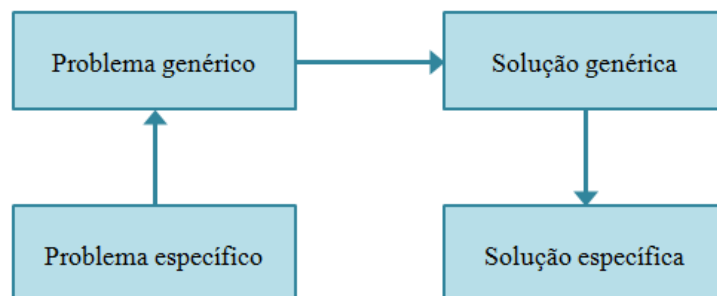 Problema genérico
Solução genérica
Problema específico
Solução específica